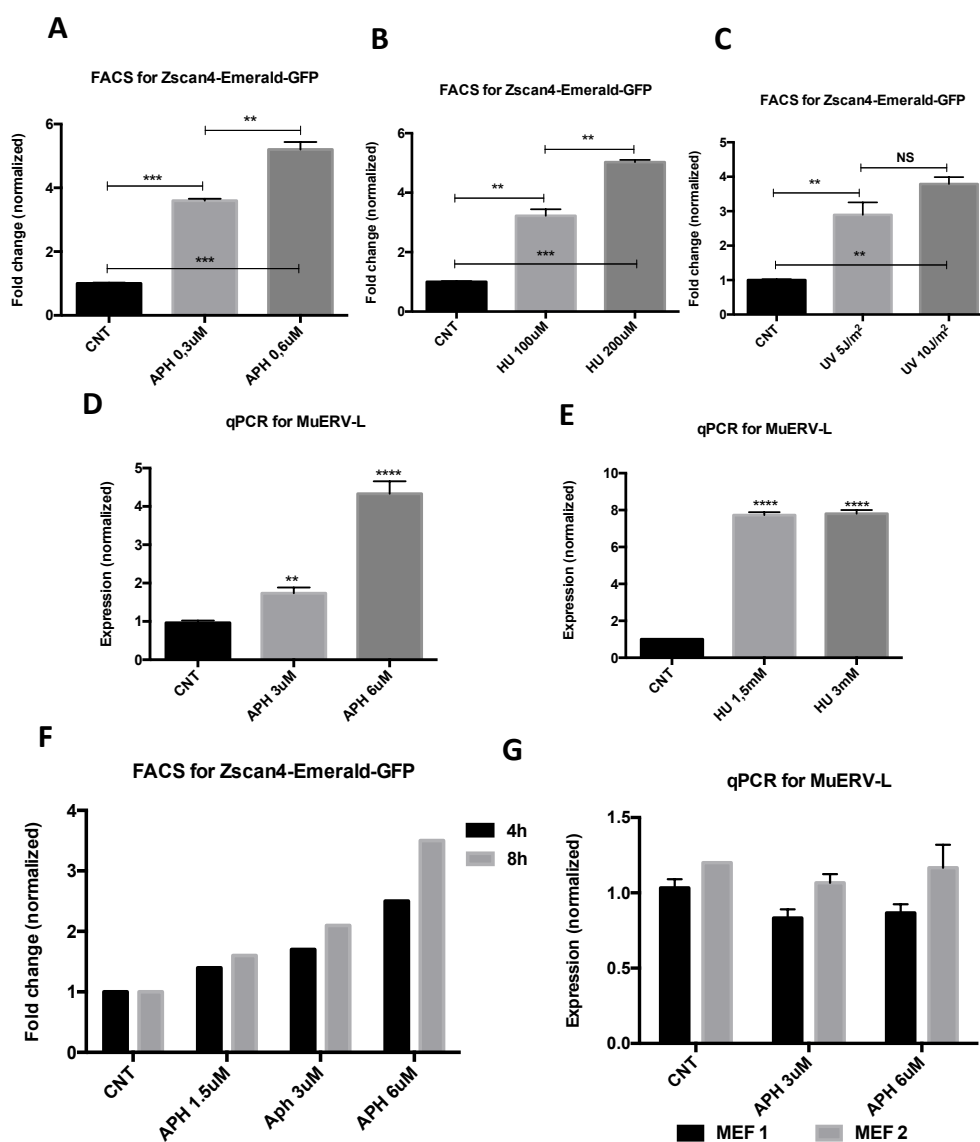 A
FACS for Zscan4-Emerald-GFP
Fold change (normalized)
6
4
2
0
***
**
***
CNT
APH 0,3uM
APH 0,6uM
B
FACS for Zscan4-Emerald-GFP
Fold change (normalized)
6
4
2
0
**
**
***
CNT
HU 100uM
HU 200uM
C
FACS for Zscan4-Emerald-GFP
Fold change (normalized)
5
4
3
2
1
0
NS
**
**
CNT
UV 5J/m²
UV 10J/m²
D
qPCR for MuERV-L
Expression (normalized)
5
4
3
2
1
0
**
****
CNT
APH 3uM
APH 6uM
E
qPCR for MuERV-L
Expression (normalized)
10
8
6
4
2
0
****
****
CNT
HU 1,5mM
HU 3mM
F
FACS for Zscan4-Emerald-GFP
Fold change (normalized)
4
3
2
1
0
4h
8h
CNT
APH 1.5uM
Aph 3uM
APH 6uM
G
qPCR for MuERV-L
Expression (normalized)
1.5
1.0
0.5
0.0
CNT
APH 3uM
APH 6uM
MEF 1
MEF 2